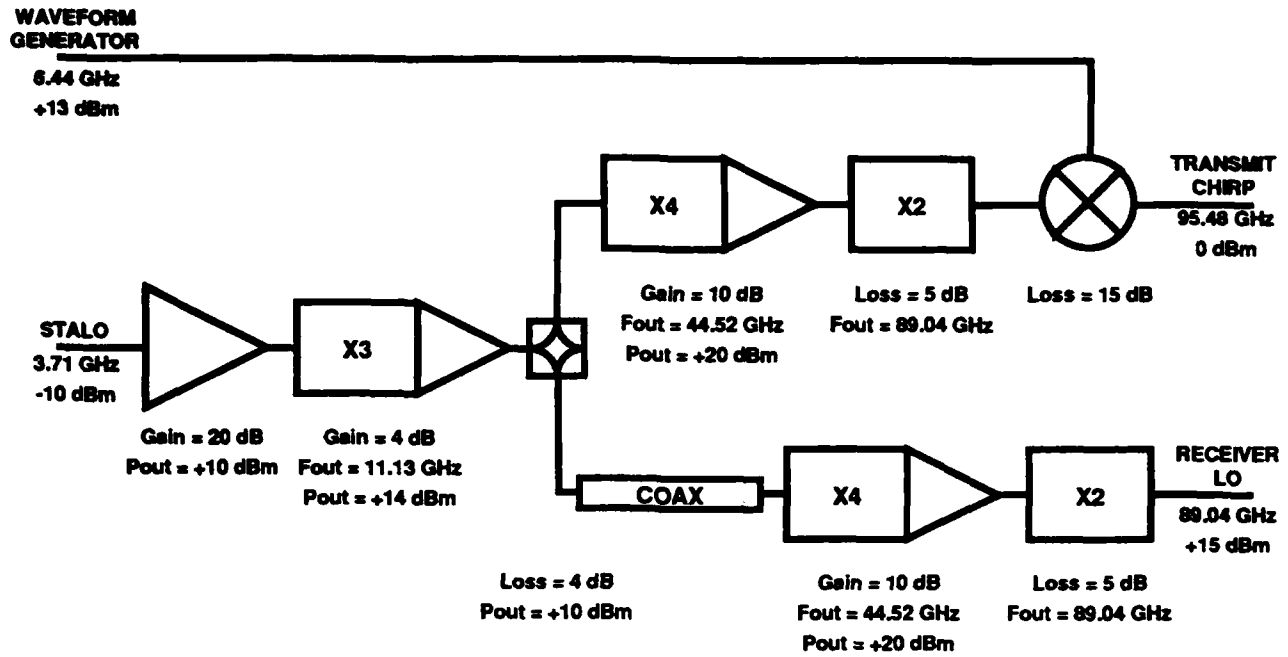 WAVEFORM
GENERATOR
6.44 GHz
+13 dBm
X4
X2
TRANSMIT
CHIRP
95.48 GHz
0 dBm
Gain = 10 dB
Fout = 44.52 GHz
Pout = +20 dBm
Loss = 5 dB
Fout = 89.04 GHz
Loss = 15 dB
STALO
3.71 GHz
-10 dBm
X3
Gain = 20 dB
Pout = +10 dBm
Gain = 4 dB
Fout = 11.13 GHz
Pout = +14 dBm
COAX
X4
X2
RECEIVER
LO
89.04 GHz
+15 dBm
Loss = 4 dB
Pout = +10 dBm
Gain = 10 dB
Fout = 44.52 GHz
Pout = +20 dBm
Loss = 5 dB
Fout = 89.04 GHz